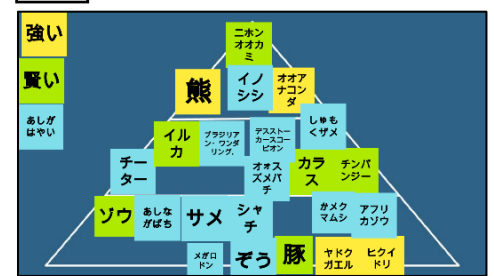 強い
賢い
あしが
はやい
ニホン
オオカ
ミ
熊
イノ
シシ
オオア
ナコン
ダ
イル
カ
ブラジリア
ン・ワンダ
リング.
デスストー
カースコー
ピオン
しゅも
くザメ
チー
ター
オオス
ズメバ
チ
カラ
ス
チンパ
ンジー
ゾウ
あしな
がばち
サメ
シャ
チ
かメク
マムシ
アフリ
カゾウ
メガロ
ドン
ぞう
豚
ヤドク
ガエル
ヒクイ
ドリ